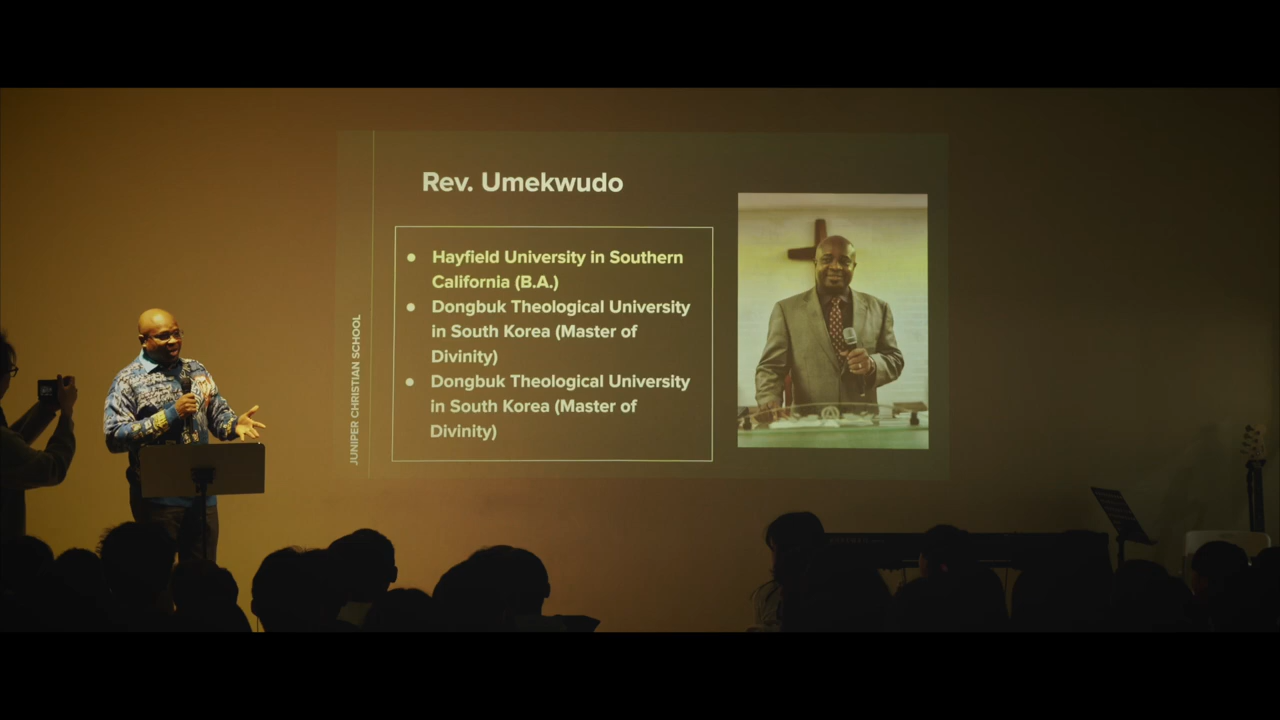 Rev. Umekwudo
● Hayfield University in Southern
California (B.A.)
● Dongbuk Theological University
in South Korea (Master of
Divinity)
● Dongbuk Theological University
in South Korea (Master of
Divinity)
JUNIPER CHRISTIAN SCHOOL